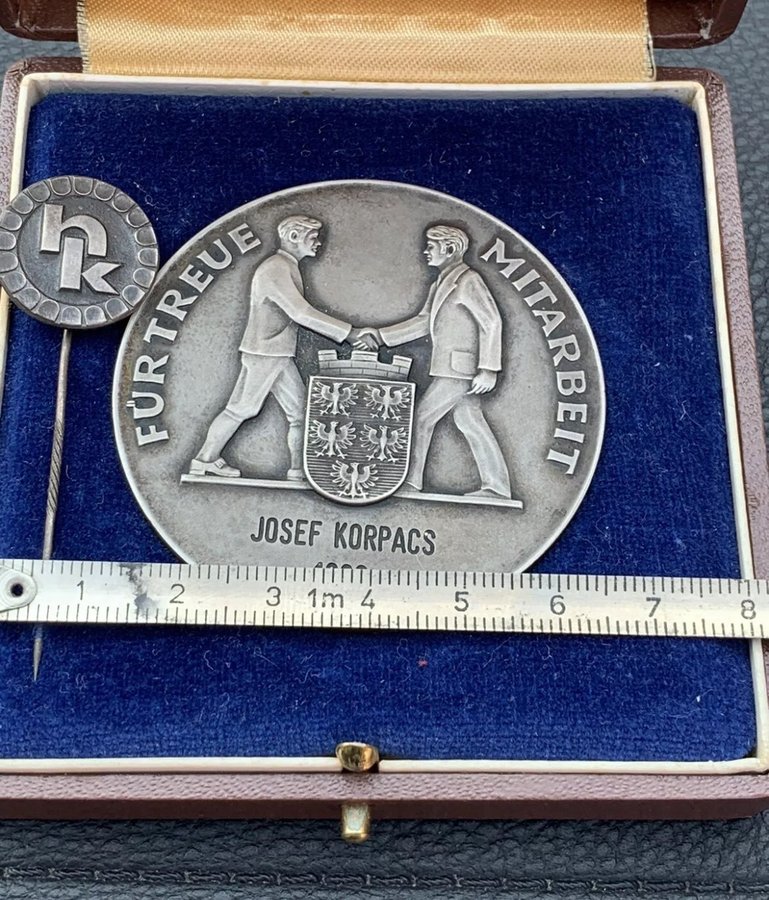 hk
FÜR TREUE MITARBEIT
JOSEF KORPACS
1 2 3 1m 4 5 6 7 8